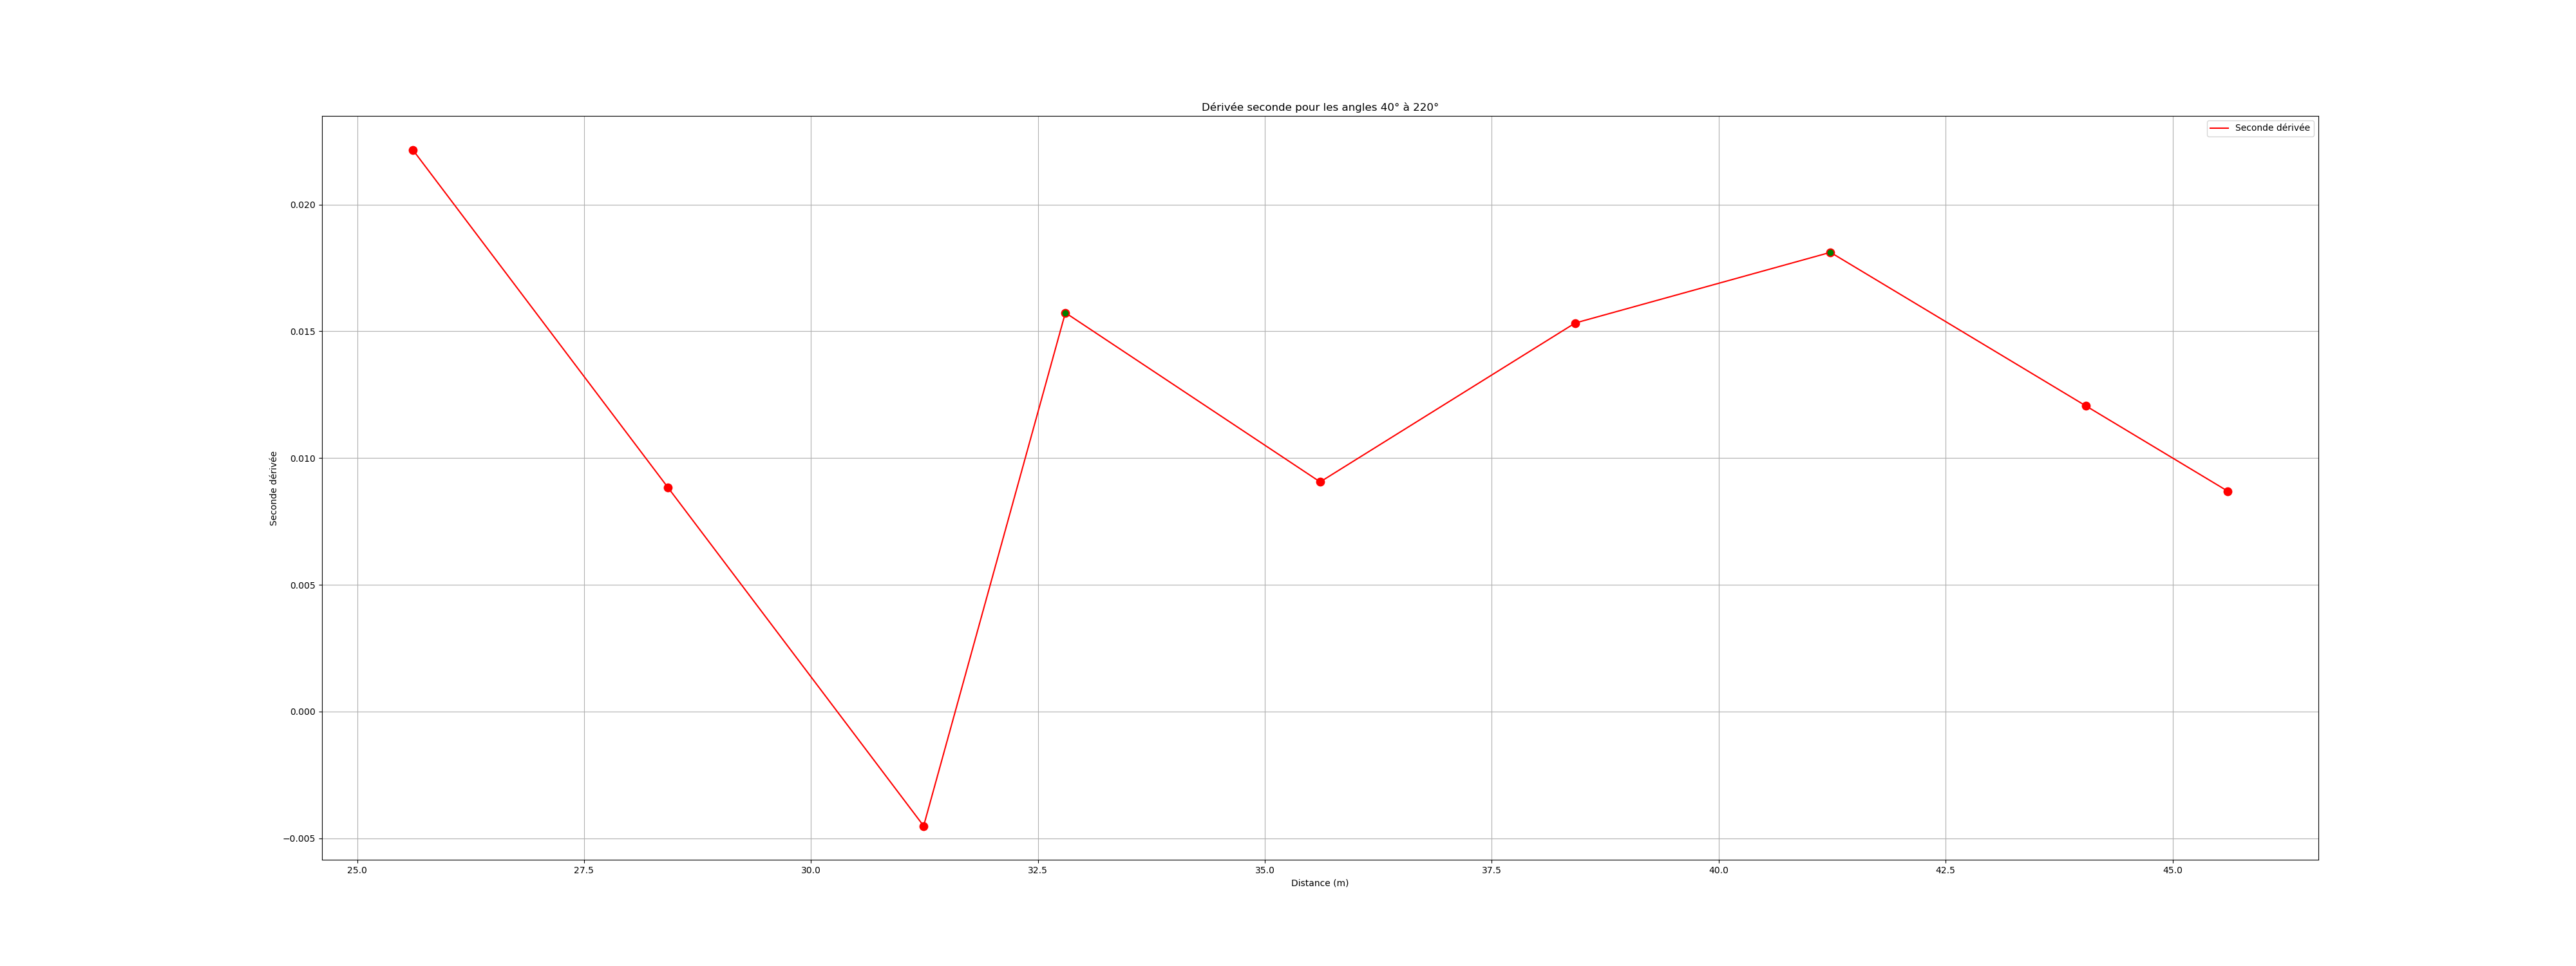 Dérivée seconde pour les angles 40° à 220°
Seconde dérivée
0.020
0.015
0.010
0.005
0.000
−0.005
Seconde dérivée
25.0 27.5 30.0 32.5 35.0 37.5 40.0 42.5 45.0
Distance (m)